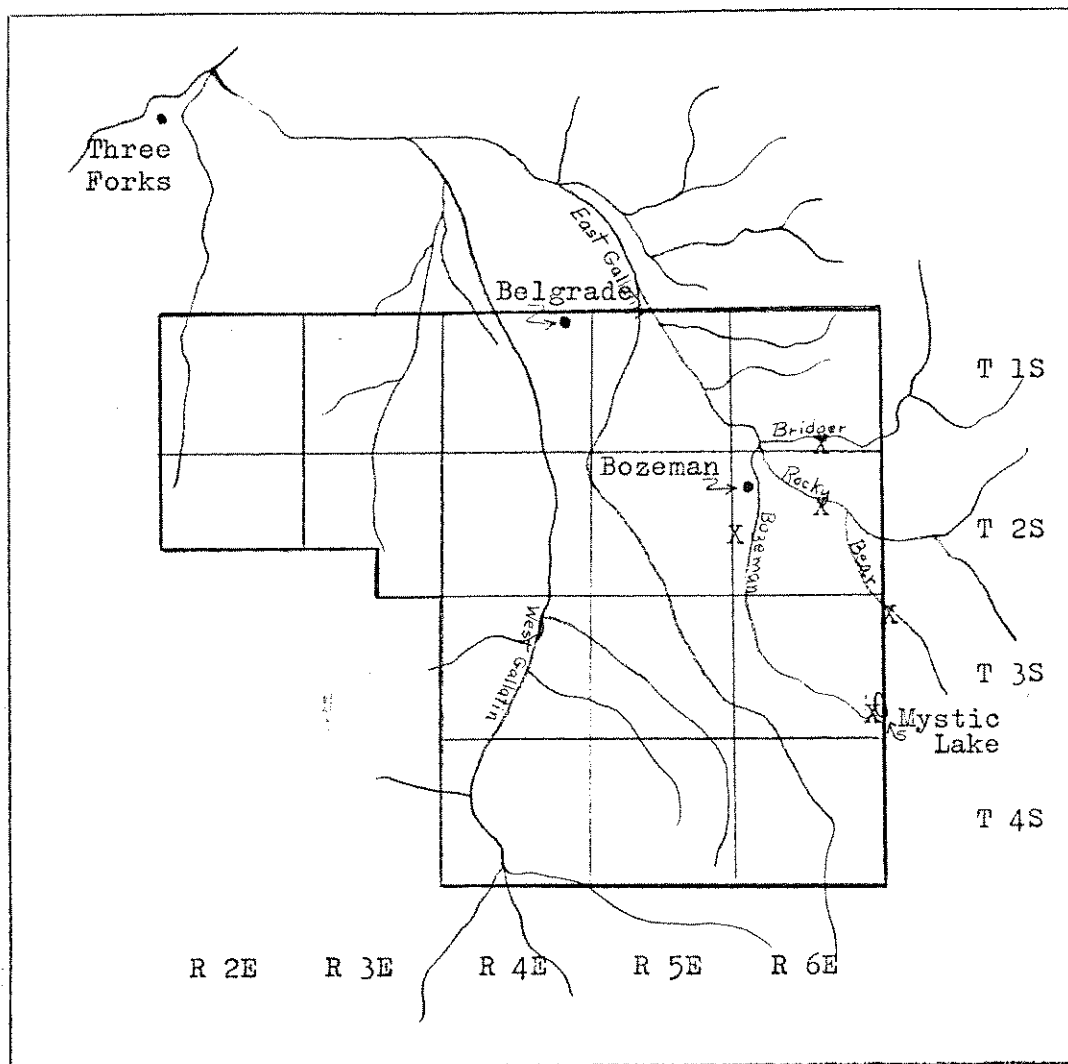 Three
Forks
East Gallatin
Belgrade
T 1S
Bridger
X
Bozeman
Rocky
X
T 2S
X
Bozeman
Bear
X
West Gallatin
T 3S
X
Mystic
Lake
T 4S
R 2E R 3E R 4E R 5E R 6E